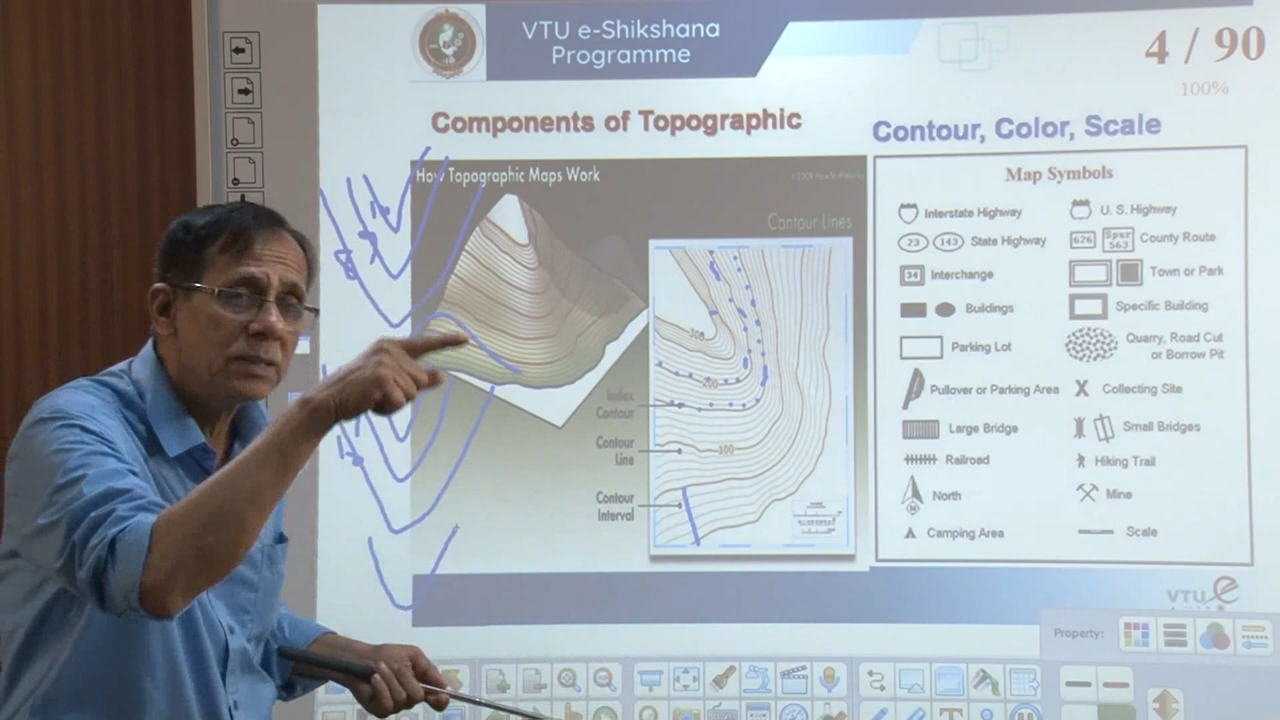 VTU e-Shikshana
Programme
4 / 90
100%
Components of Topographic
Contour, Color, Scale
How Topographic Maps Work
Contour Lines
300
200
100
Index
Contour
Contour
Line
Contour
Interval
Map Symbols
Interstate Highway
U. S. Highway
23
143
State Highway
626
Spur
563
County Route
34
Interchange
Town or Park
Buildings
Specific Building
Parking Lot
Quarry, Road Cut
or Borrow Pit
Pullover or Parking Area
X
Collecting Site
Large Bridge
Small Bridges
Railroad
Hiking Trail
N
North
Mine
Camping Area
Scale
VTU e
Property: